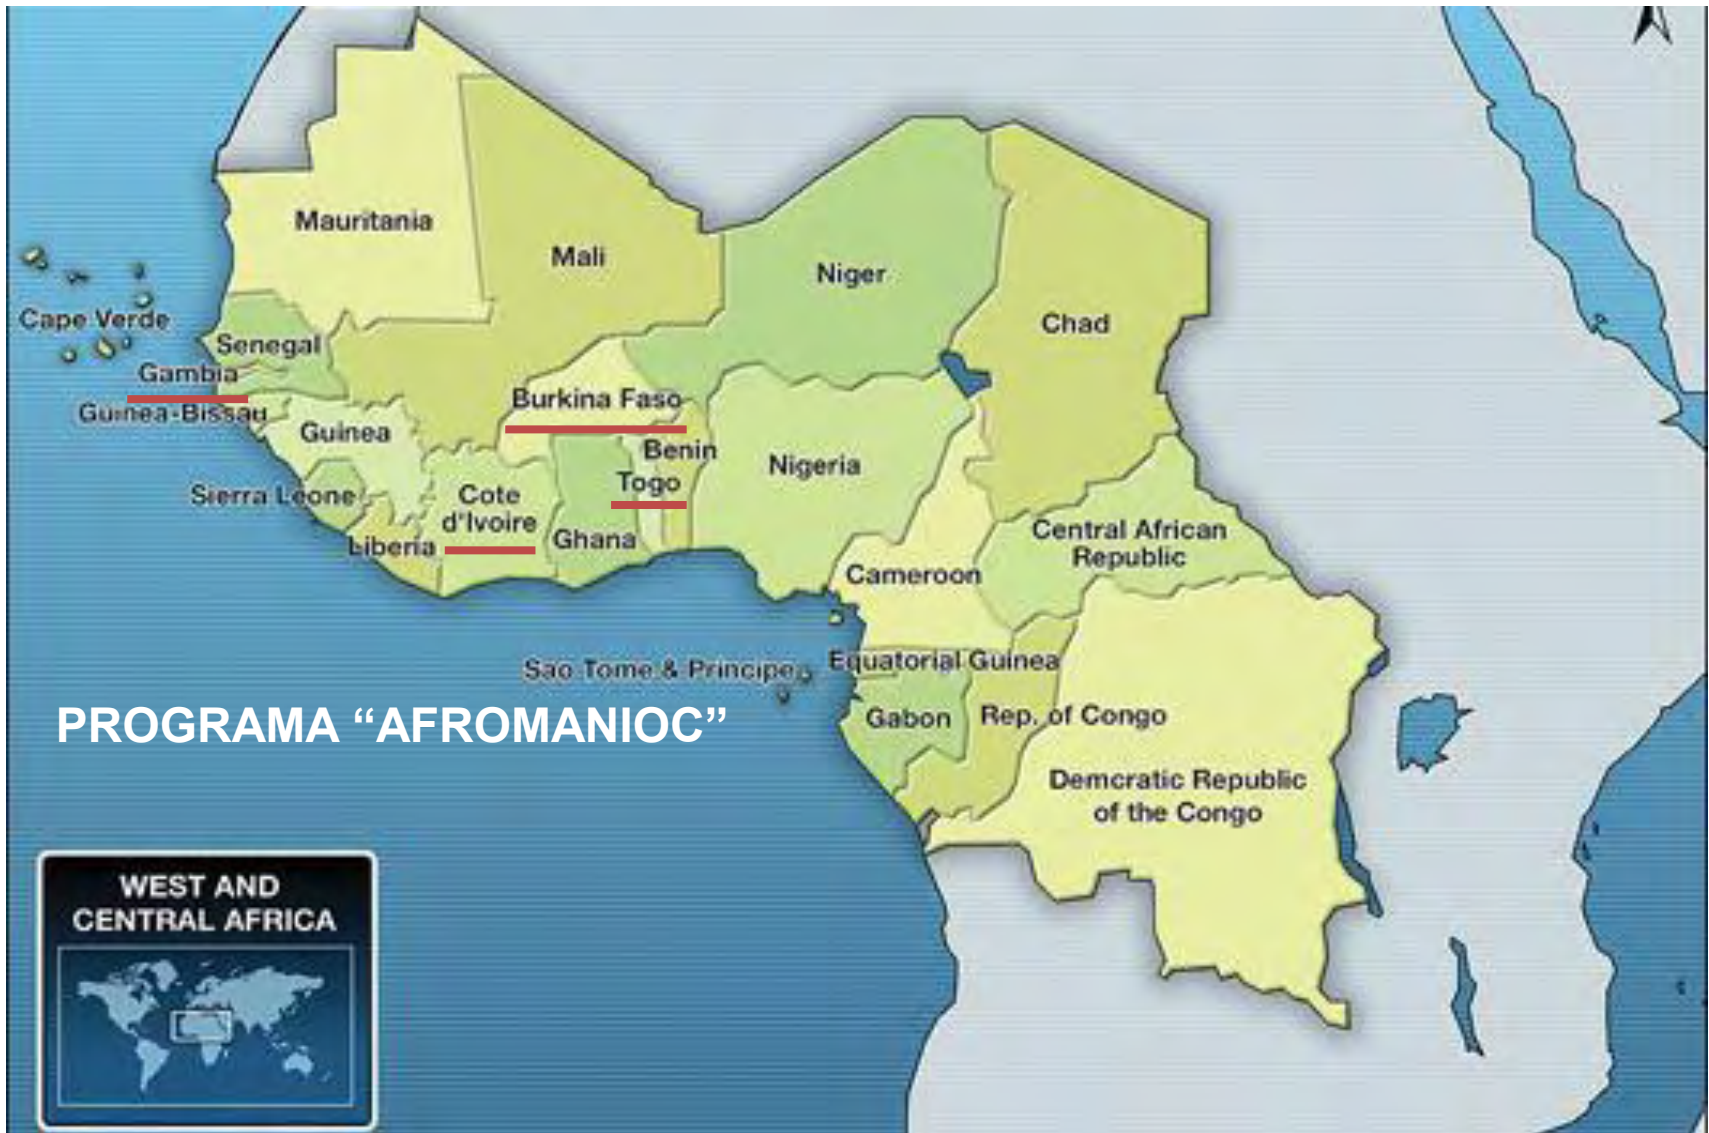 Mauritania
Mali
Niger
Chad
Cape Verde
Senegal
Gambia
Guinea-Bissau
Guinea
Burkina Faso
Benin
Togo
Nigeria
Sierra Leone
Cote
d'Ivoire
Ghana
Liberia
Central African
Republic
Cameroon
Sao Tome & Principe
Equatorial Guinea
Gabon
Rep. of Congo
PROGRAMA “AFROMANIOC”
Demcratic Republic
of the Congo
WEST AND
CENTRAL AFRICA